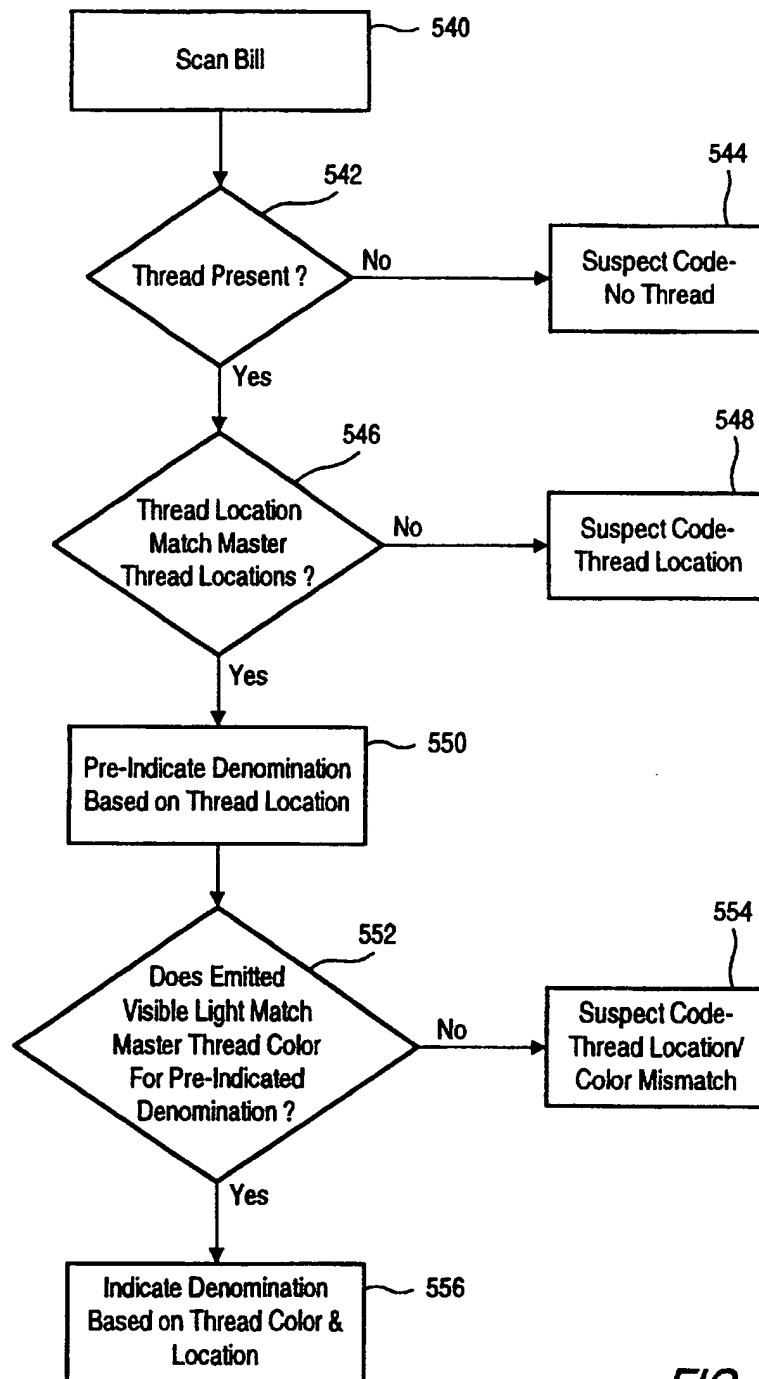 540
Scan Bill
542
Thread Present ?
No
544
Suspect Code-
No Thread
Yes
546
Thread Location
Match Master
Thread Locations ?
No
548
Suspect Code-
Thread Location
Yes
550
Pre-Indicate Denomination
Based on Thread Location
552
Does Emitted
Visible Light Match
Master Thread Color
For Pre-Indicated
Denomination ?
No
554
Suspect Code-
Thread Location/
Color Mismatch
Yes
556
Indicate Denomination
Based on Thread Color &
Location